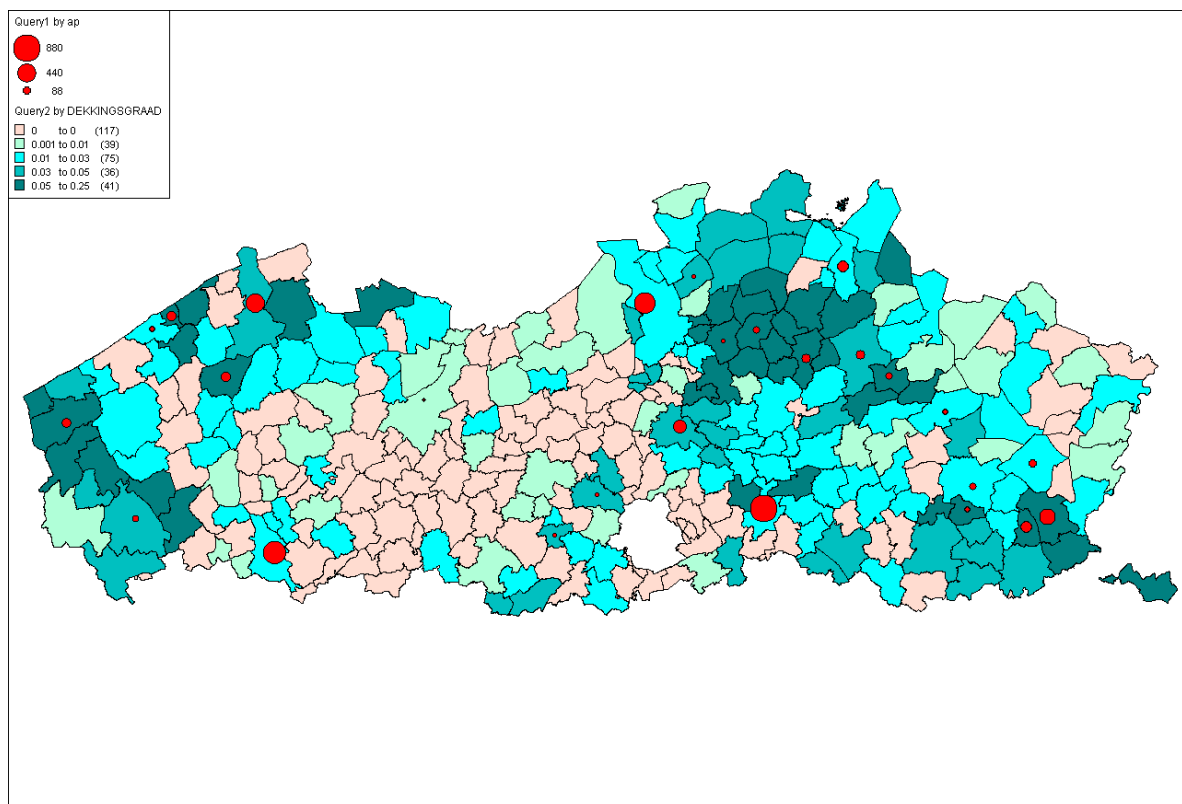 Query1 by ap
880
440
88
Query2 by DEKKINGSGRAAD
0 to 0 (117)
0.001 to 0.01 (39)
0.01 to 0.03 (75)
0.03 to 0.05 (36)
0.05 to 0.25 (41)